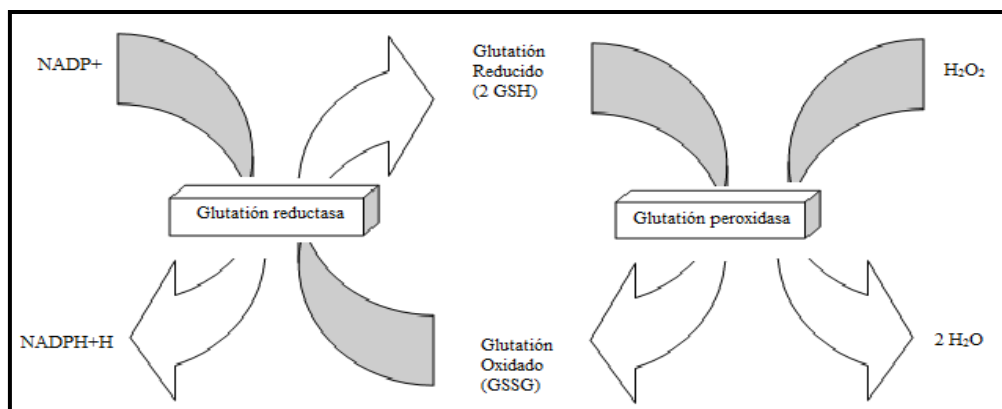 NADP+
Glutatión
Reducido
(2 GSH)
H₂O₂
Glutatión reductasa
Glutatión peroxidasa
NADPH+H
Glutatión
Oxidado
(GSSG)
2 H₂O